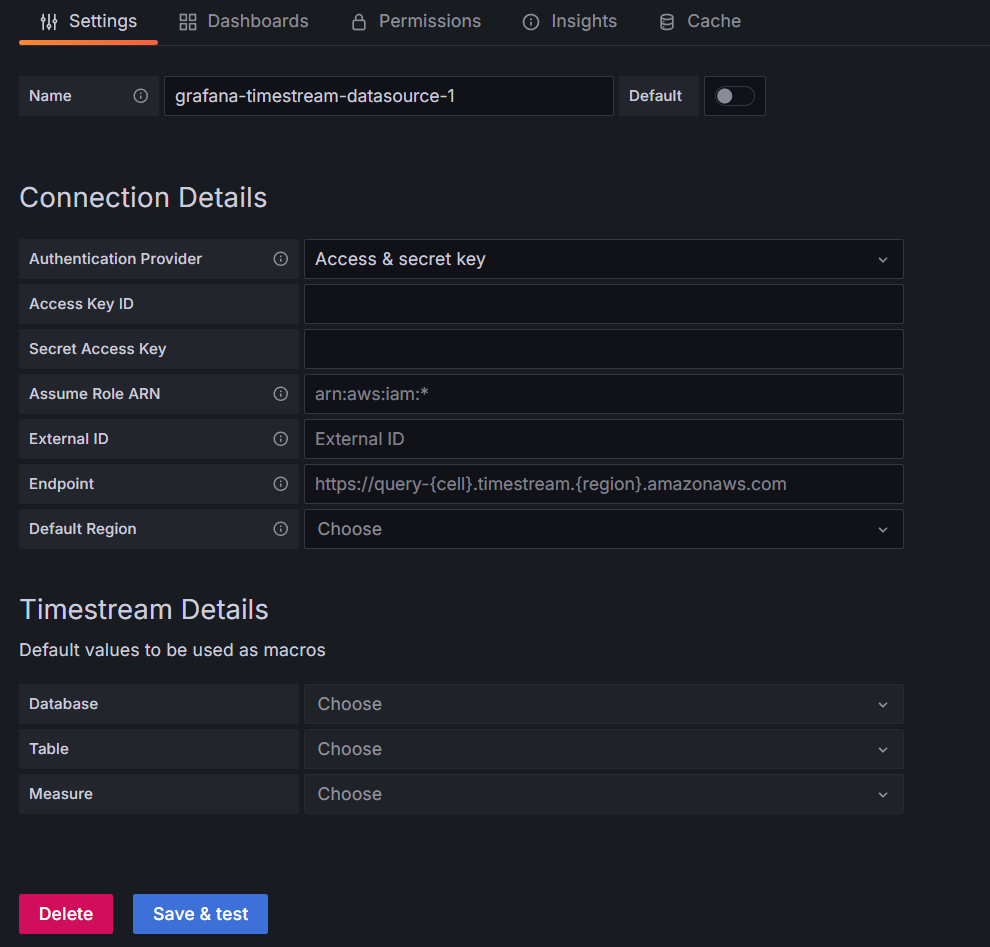 Settings Dashboards Permissions Insights Cache
Name grafana-timestream-datasource-1 Default
Connection Details
Authentication Provider Access & secret key
Access Key ID
Secret Access Key
Assume Role ARN arn:aws:iam:*
External ID External ID
Endpoint https://query-{cell}.timestream.{region}.amazonaws.com
Default Region Choose
Timestream Details
Default values to be used as macros
Database Choose
Table Choose
Measure Choose
Delete Save & test